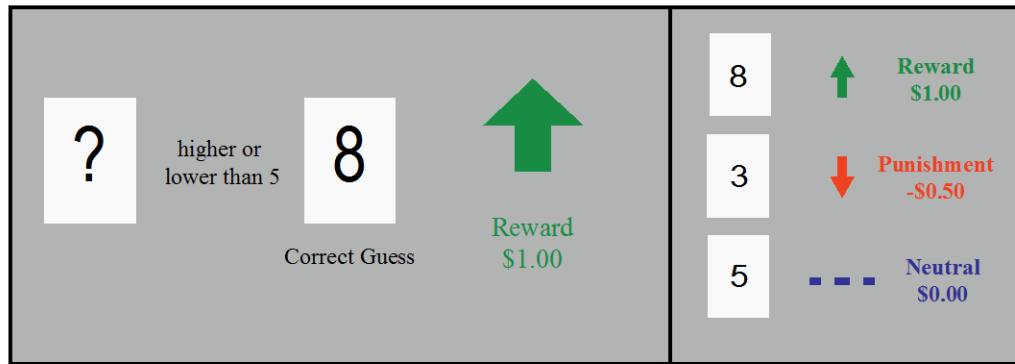 ?
higher or
lower than 5
8
Correct Guess
Reward
$1.00
8
Reward
$1.00
3
Punishment
-$0.50
5
Neutral
$0.00